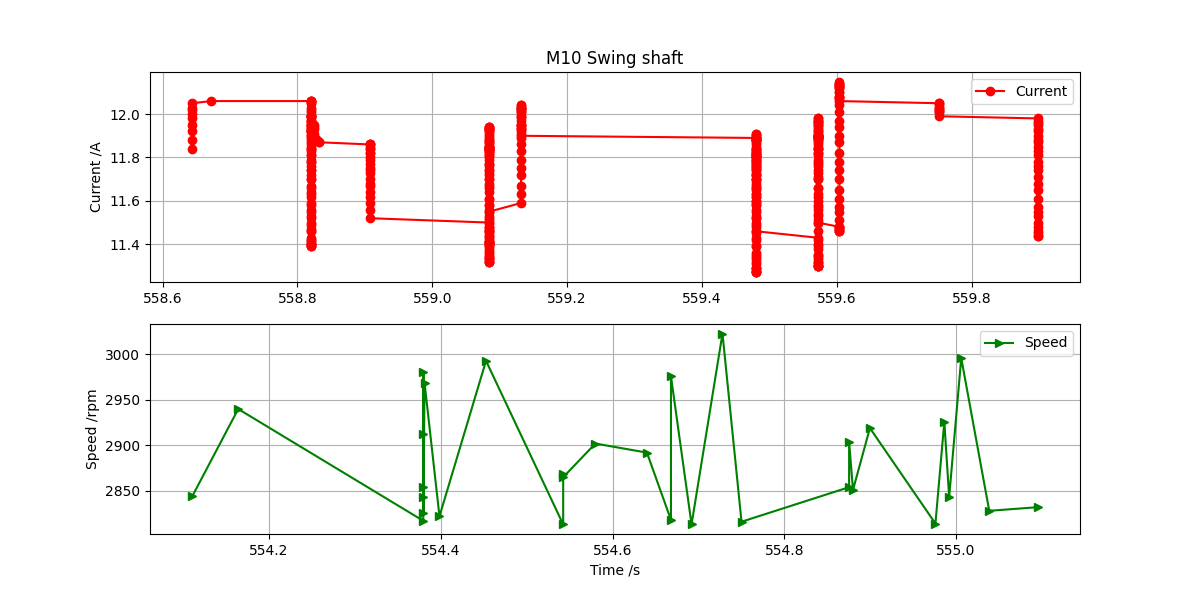 M10 Swing shaft
Current /A
12.0
11.8
11.6
11.4
Current
558.6 558.8 559.0 559.2 559.4 559.6 559.8
Speed /rpm
3000
2950
2900
2850
Speed
554.2 554.4 554.6 554.8 555.0
Time /s